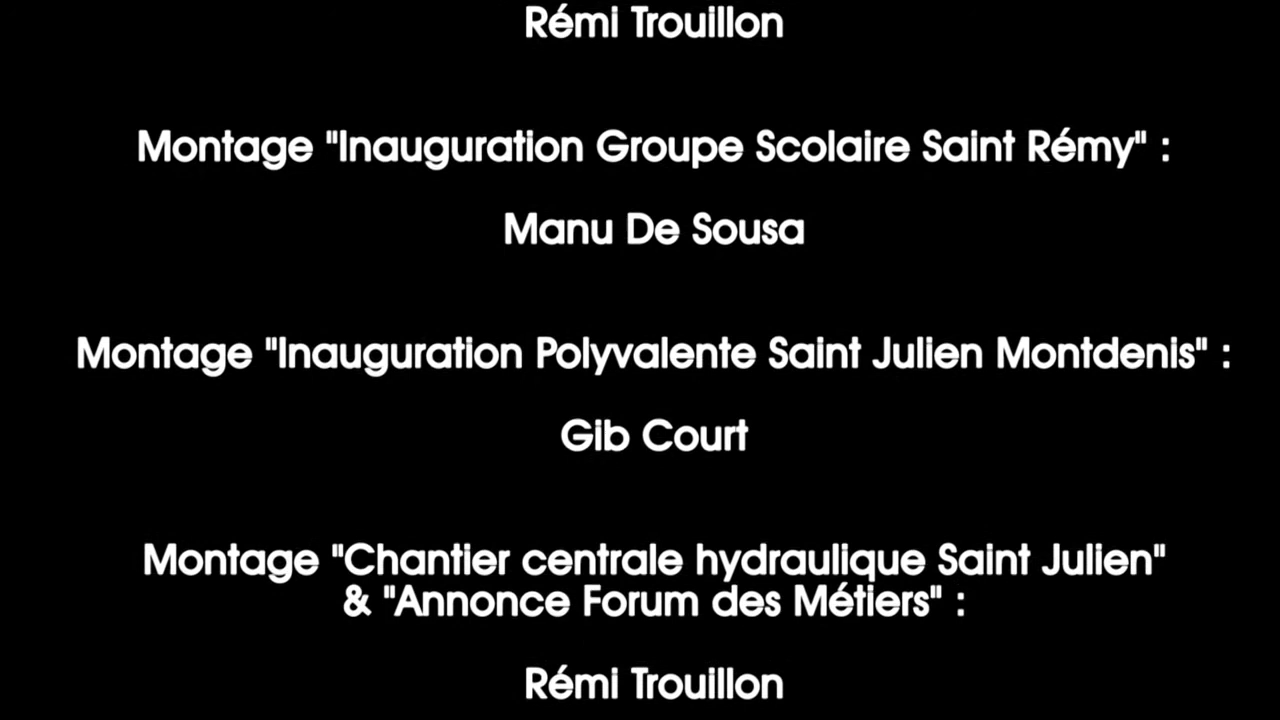 Rémi Trouillon
Montage "Inauguration Groupe Scolaire Saint Rémy" :
Manu De Sousa
Montage "Inauguration Polyvalente Saint Julien Montdenis" :
Gib Court
Montage "Chantier centrale hydraulique Saint Julien"
& "Annonce Forum des Métiers" :
Rémi Trouillon